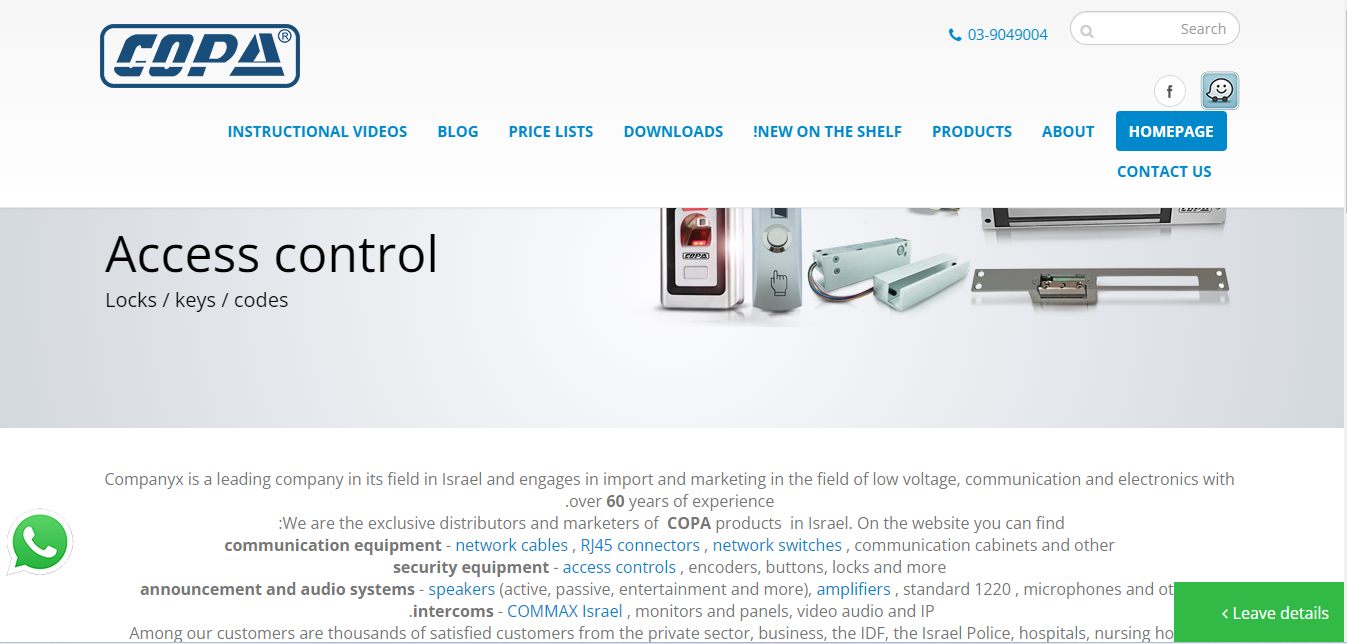 COPA®
03-9049004
Search
INSTRUCTIONAL VIDEOS BLOG PRICE LISTS DOWNLOADS !NEW ON THE SHELF PRODUCTS ABOUT HOMEPAGE
CONTACT US
Access control
Locks / keys / codes
COPA
COPA
Companyx is a leading company in its field in Israel and engages in import and marketing in the field of low voltage, communication and electronics with
.over 60 years of experience
:We are the exclusive distributors and marketers of COPA products in Israel. On the website you can find
communication equipment - network cables , RJ45 connectors , network switches , communication cabinets and other
security equipment - access controls , encoders, buttons, locks and more
announcement and audio systems - speakers (active, passive, entertainment and more), amplifiers , standard 1220 , microphones and ot
.intercoms - COMMAX Israel , monitors and panels, video audio and IP
‹ Leave details
Among our customers are thousands of satisfied customers from the private sector, business, the IDF, the Israel Police, hospitals, nursing ho